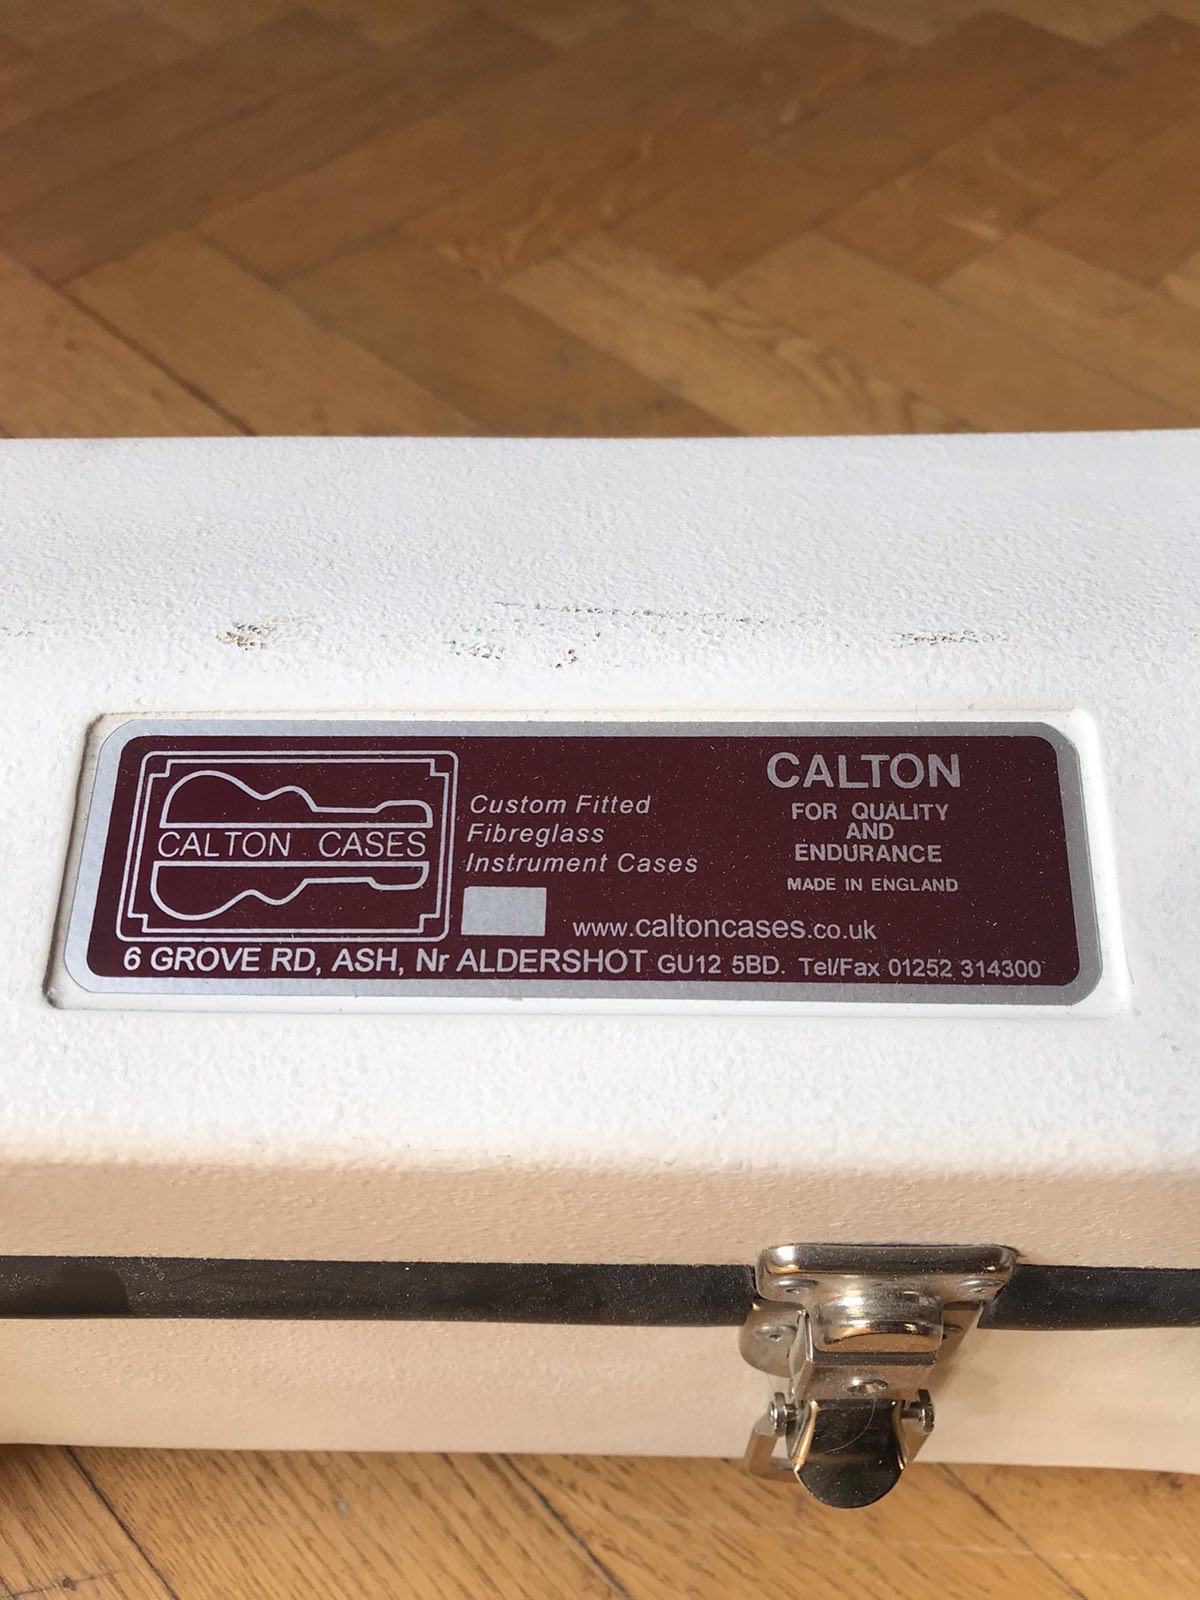 CALTON CASES
Custom Fitted
Fibreglass
Instrument Cases
CALTON
FOR QUALITY
AND
ENDURANCE
MADE IN ENGLAND
www.caltoncases.co.uk
6 GROVE RD, ASH, Nr ALDERSHOT GU12 5BD. Tel/Fax 01252 314300